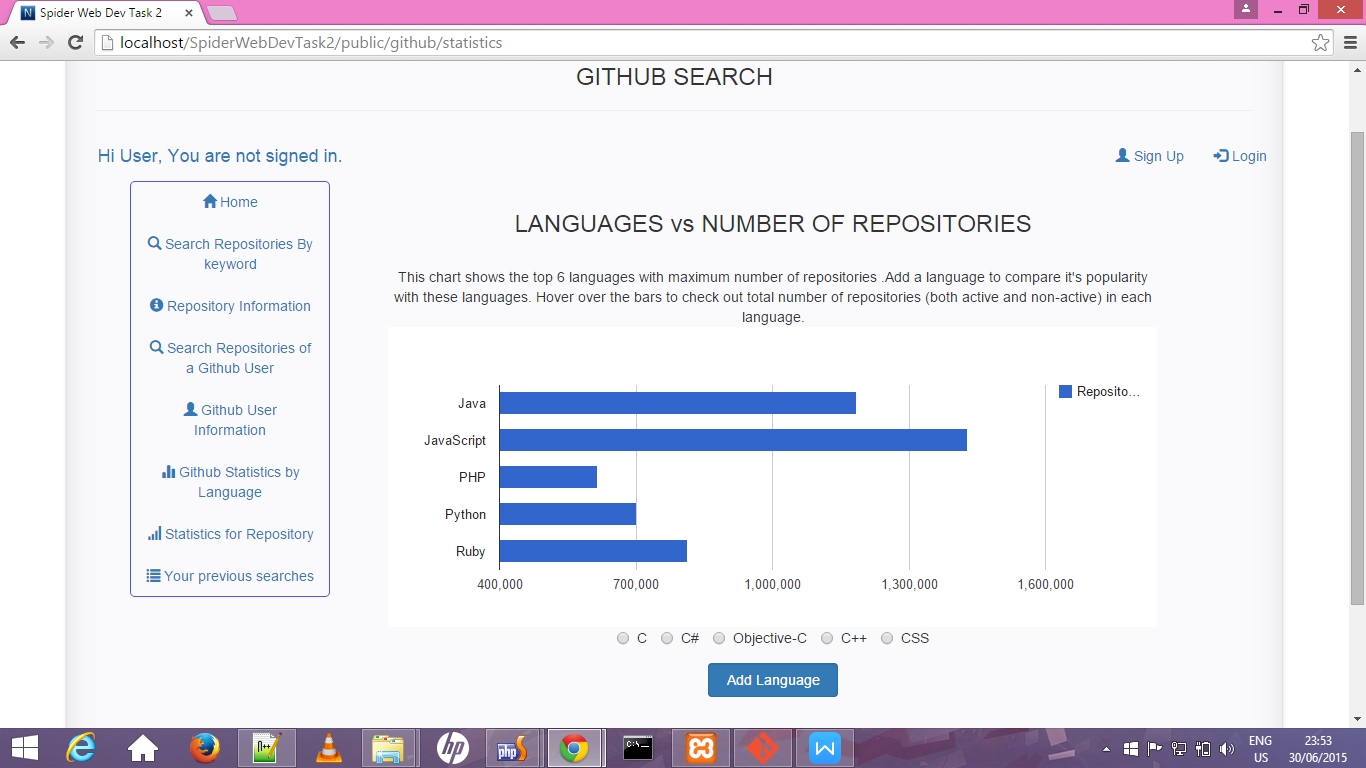 Spider Web Dev Task 2
localhost/SpiderWebDevTask2/public/github/statistics
GITHUB SEARCH
Hi User, You are not signed in.
Sign Up
Login
Home
Search Repositories By
keyword
Repository Information
Search Repositories of
a Github User
Github User
Information
Github Statistics by
Language
Statistics for Repository
Your previous searches
LANGUAGES vs NUMBER OF REPOSITORIES
This chart shows the top 6 languages with maximum number of repositories .Add a language to compare it's popularity
with these languages. Hover over the bars to check out total number of repositories (both active and non-active) in each
language.
Reposito…
Java
JavaScript
PHP
Python
Ruby
400,000 700,000 1,000,000 1,300,000 1,600,000
C C# Objective-C C++ CSS
Add Language
hp
php
C:\_
W
ENG
US
23:53
30/06/2015